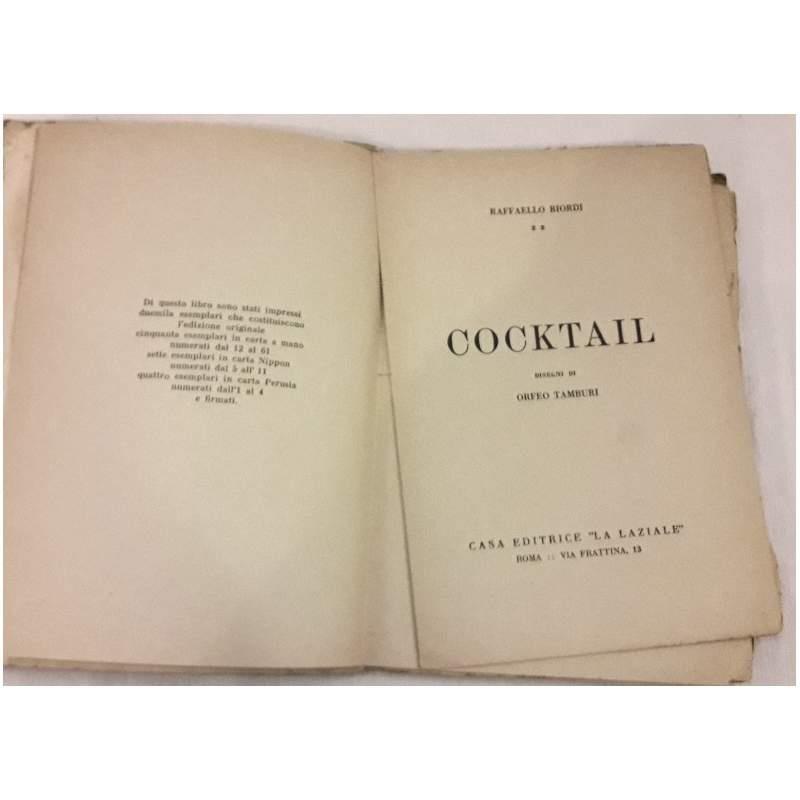 Di questo libro sono stati impressi
duemila esemplari che costituiscono
l'edizione originale
cinquanta esemplari in carta a mano
numerati dal 12 al 61
sette esemplari in carta Nippon
numerati dal 5 all' 11
quattro esemplari in carta Perusia
numerati dall'1 al 4
e firmati.
RAFFAELLO BIORDI
COCKTAIL
DISEGNI DI
ORFEO TAMBURI
CASA EDITRICE "LA LAZIALE"
ROMA :: VIA FRATTINA, 13